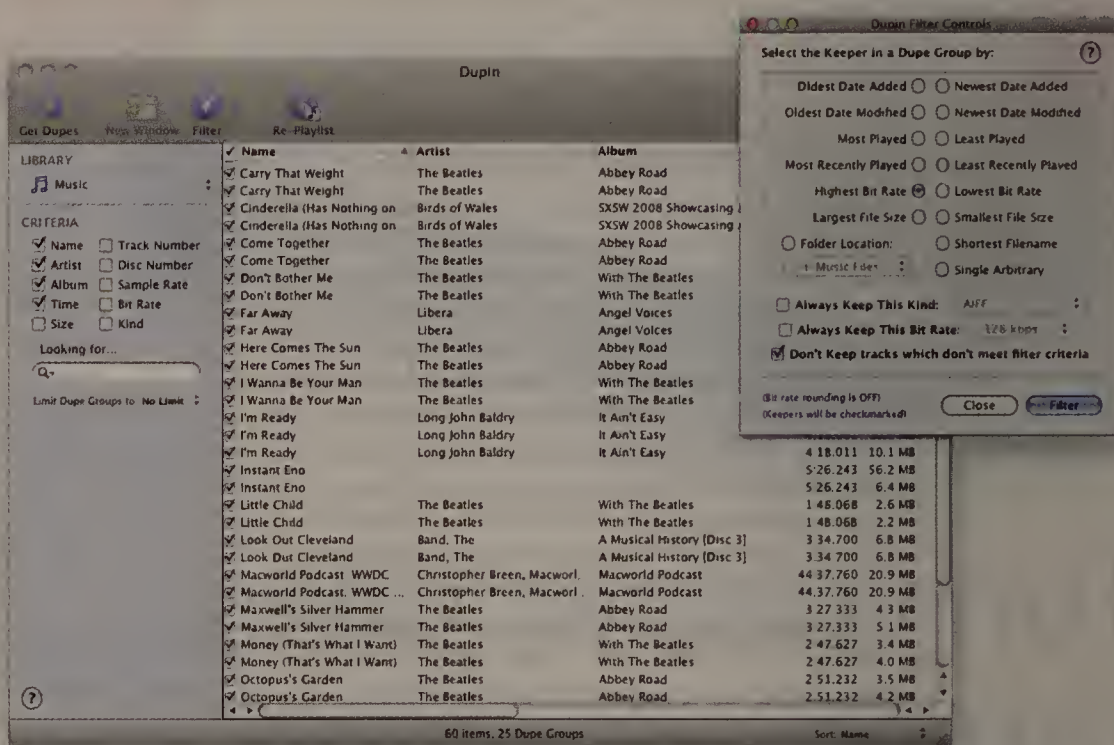 Dupin
Get Dupes New Window Filter Re-Playlist
LIBRARY
Music
CRITERIA
Name Track Number
Artist Disc Number
Album Sample Rate
Time Bit Rate
Size Kind
Looking for...
Limit Dupe Groups to No Limit
Name Artist Album
Carry That Weight The Beatles Abbey Road
Carry That Weight The Beatles Abbey Road
Cinderella (Has Nothing on Birds of Wales SXSW 2008 Showcasing
Cinderella (Has Nothing on Birds of Wales SXSW 2008 Showcasing
Come Together The Beatles Abbey Road
Come Together The Beatles Abbey Road
Don't Bother Me The Beatles With The Beatles
Don't Bother Me The Beatles With The Beatles
Far Away Libera Angel Voices
Far Away Libera Angel Voices
Here Comes The Sun The Beatles Abbey Road
Here Comes The Sun The Beatles Abbey Road
I Wanna Be Your Man The Beatles With The Beatles
I Wanna Be Your Man The Beatles With The Beatles
I'm Ready Long John Baldry It Ain't Easy
I'm Ready Long John Baldry It Ain't Easy
I'm Ready Long John Baldry It Ain't Easy 4:18.011 10.1 MB
Instant Eno 5:26.243 56.2 MB
Instant Eno 5:26.243 6.4 MB
Little Child The Beatles With The Beatles 1:48.068 2.6 MB
Little Child The Beatles With The Beatles 1:48.068 2.2 MB
Look Out Cleveland Band, The A Musical History [Disc 3] 3:34.700 6.8 MB
Look Out Cleveland Band, The A Musical History [Disc 3] 3:34.700 6.8 MB
Macworld Podcast: WWDC Christopher Breen, Macworl. Macworld Podcast 44:37.760 20.9 MB
Macworld Podcast: WWDC ... Christopher Breen, Macworl. Macworld Podcast 44:37.760 20.9 MB
Maxwell's Silver Hammer The Beatles Abbey Road 3:27.333 4.3 MB
Maxwell's Silver Hammer The Beatles Abbey Road 3:27.333 5.1 MB
Money (That's What I Want) The Beatles With The Beatles 2:47.627 3.4 MB
Money (That's What I Want) The Beatles With The Beatles 2:47.627 4.0 MB
Octopus's Garden The Beatles Abbey Road 2:51.232 3.5 MB
Octopus's Garden The Beatles Abbey Road 2:51.232 4.2 MB
60 items, 25 Dupe Groups Sort: Name
Dupin Filter Controls
Select the Keeper in a Dupe Group by: ?
Oldest Date Added Newest Date Added
Oldest Date Modified Newest Date Modified
Most Played Least Played
Most Recently Played Least Recently Played
Highest Bit Rate Lowest Bit Rate
Largest File Size Smallest File Size
Folder Location: Shortest Filename
Single Arbitrary
Always Keep This Kind: AIFF
Always Keep This Bit Rate: 128 kbps
Don't Keep tracks which don't meet filter criteria
(Bit rate rounding is OFF)
(Keepers will be checkmarked)
Close Filter